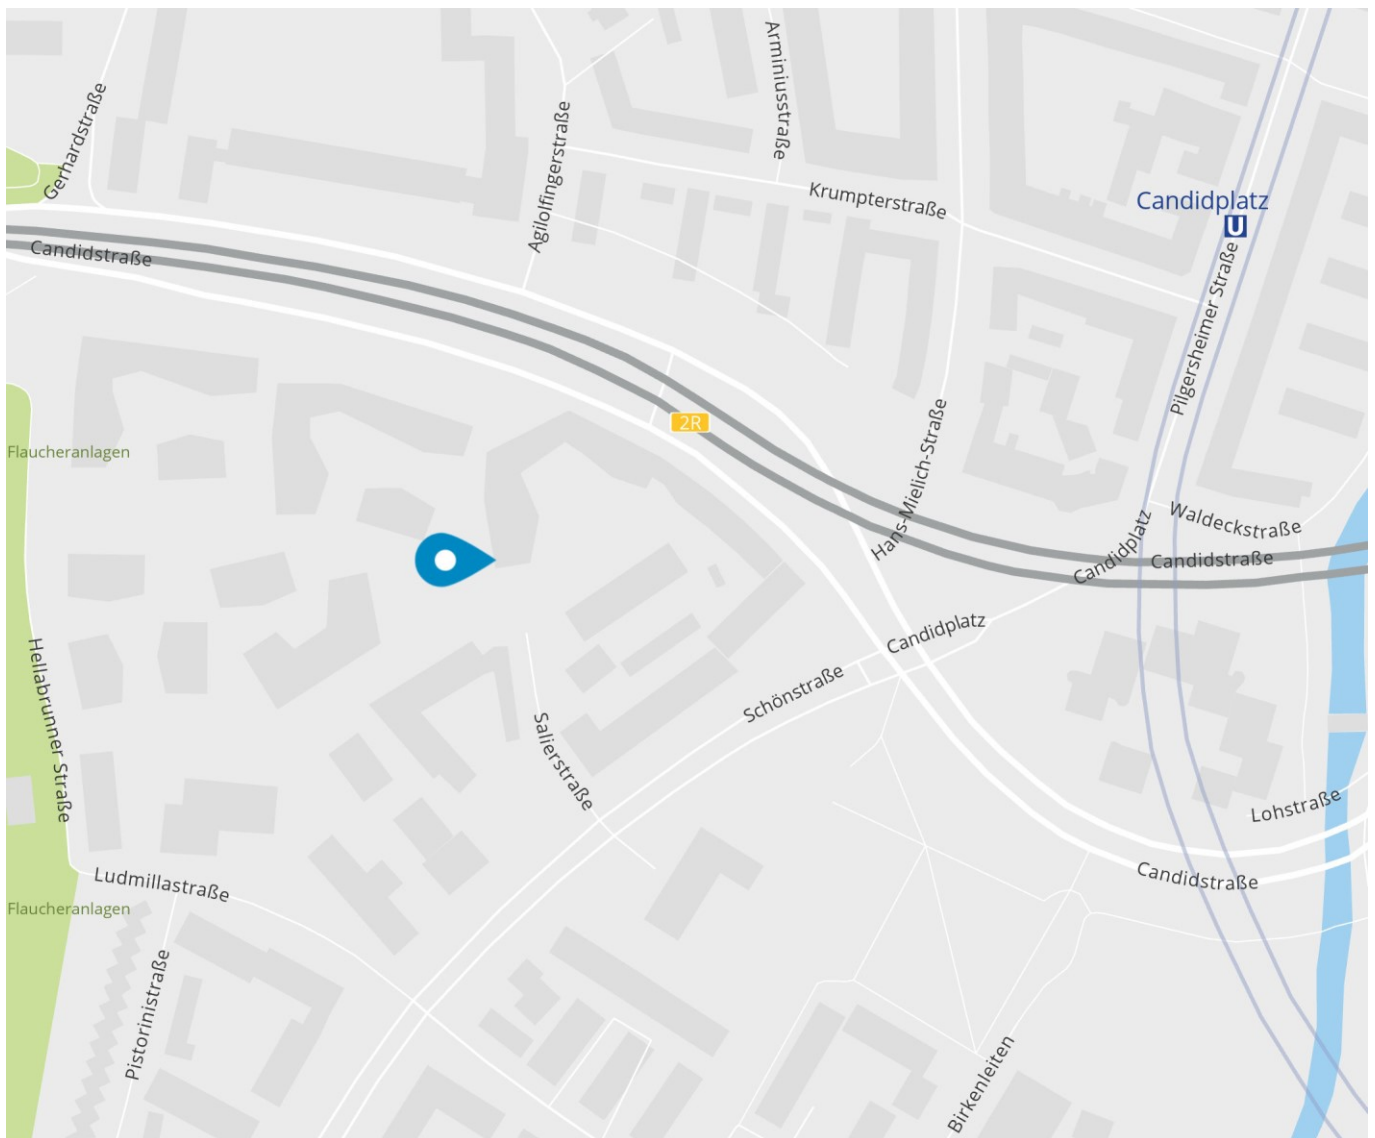 Arminiusstraße
Gerhardstraße
Agilolfingerstraße
Krumpterstraße
Candidplatz
U
Candidstraße
Pilgersheimer Straße
2R
Hans-Mielich-Straße
Flaucheranlagen
Waldeckstraße
Candidplatz
Candidstraße
Candidplatz
Hellabrunner Straße
Schönstraße
Salierstraße
Lohstraße
Ludmillastraße
Candidstraße
Flaucheranlagen
Pistorinistraße
Birkenleiten